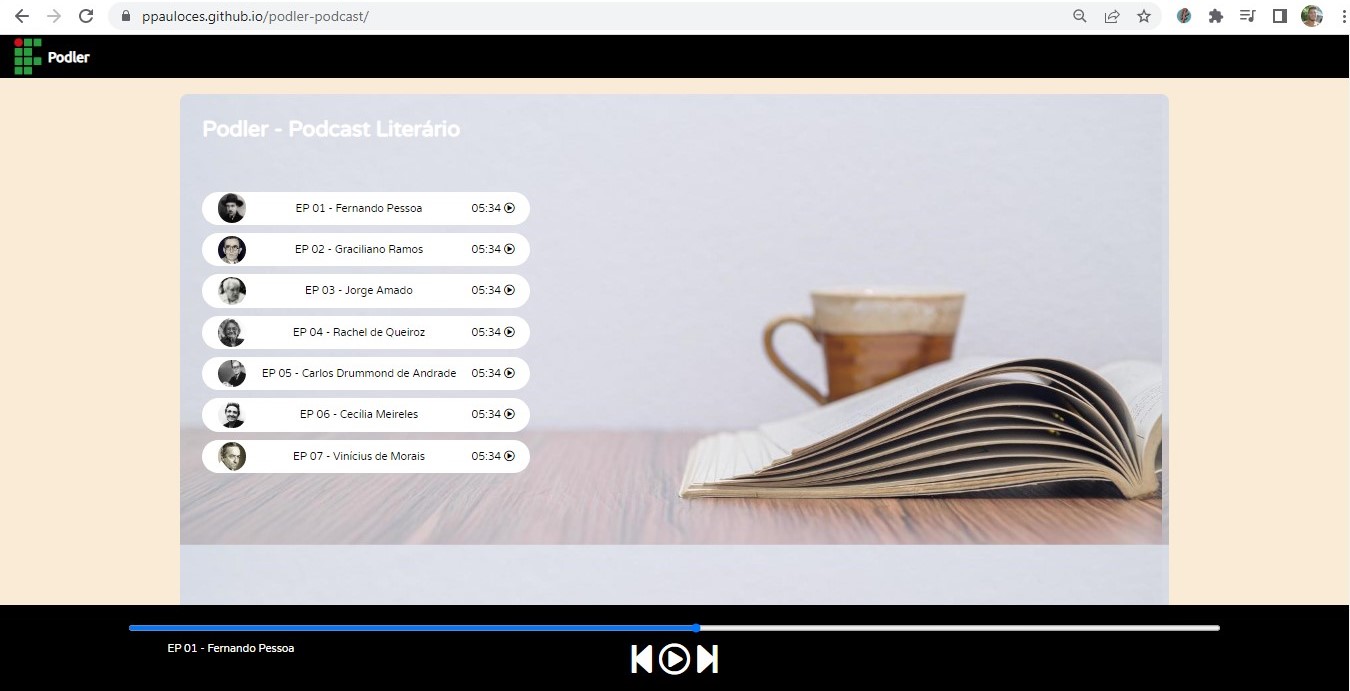 ppauloces.github.io/podler-podcast/
Podler
Podler - Podcast Literário
EP 01 - Fernando Pessoa 05:34
EP 02 - Graciliano Ramos 05:34
EP 03 - Jorge Amado 05:34
EP 04 - Rachel de Queiroz 05:34
EP 05 - Carlos Drummond de Andrade 05:34
EP 06 - Cecília Meireles 05:34
EP 07 - Vinícius de Morais 05:34
EP 01 - Fernando Pessoa